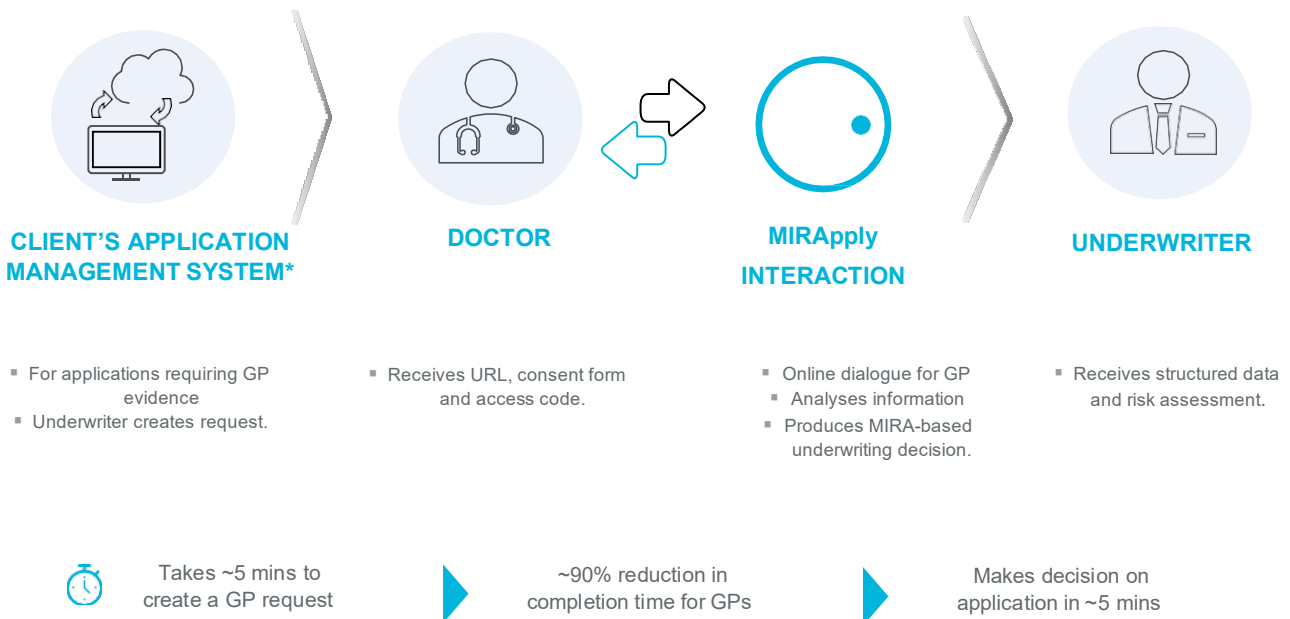 CLIENT’S APPLICATION
MANAGEMENT SYSTEM*
DOCTOR
MIRApply
INTERACTION
UNDERWRITER
▪ For applications requiring GP
evidence
▪ Underwriter creates request.
▪ Receives URL, consent form
and access code.
▪ Online dialogue for GP
▪ Analyses information
▪ Produces MIRA-based
underwriting decision.
▪ Receives structured data
and risk assessment.
Takes ~5 mins to
create a GP request
~90% reduction in
completion time for GPs
Makes decision on
application in ~5 mins